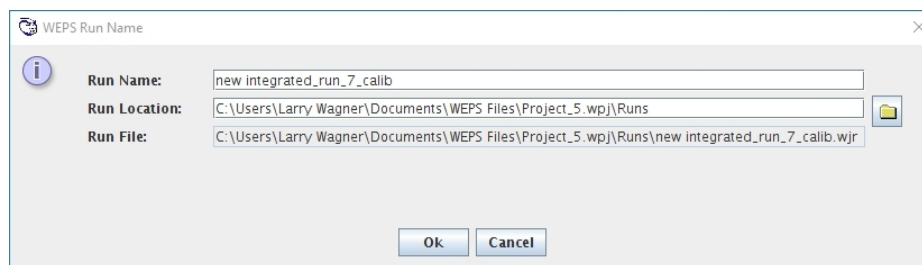 WEPS Run Name
i
Run Name: new integrated_run_7_calib
Run Location: C:\Users\Larry Wagner\Documents\WEPS Files\Project_5.wpj\Runs
Run File: C:\Users\Larry Wagner\Documents\WEPS Files\Project_5.wpj\Runs\new integrated_run_7_calib.wjr
Ok Cancel